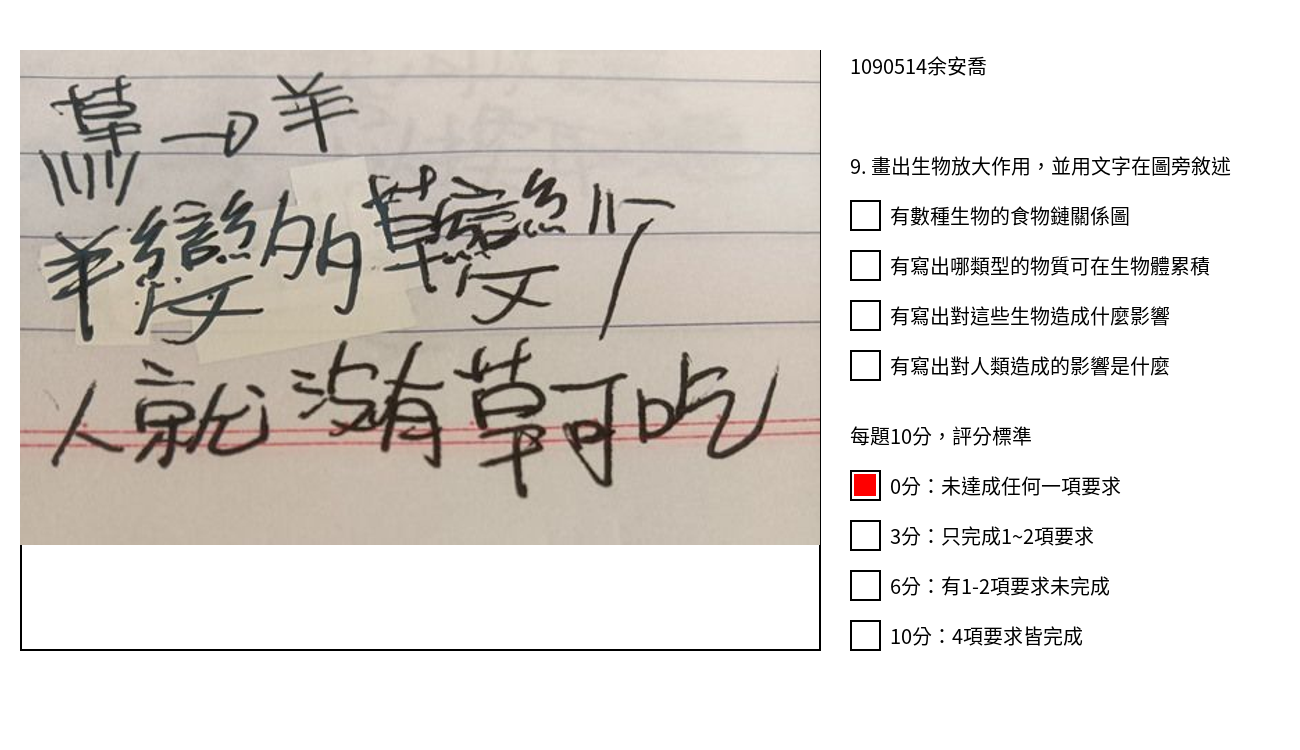 草 → 羊
羊變多 草變少
人就沒有草可吃
1090514余安喬
9. 畫出生物放大作用，並用文字在圖旁敘述
有數種生物的食物鏈關係圖
有寫出哪類型的物質可在生物體累積
有寫出對這些生物造成什麼影響
有寫出對人類造成的影響是什麼
每題10分，評分標準
0分：未達成任何一項要求
3分：只完成1~2項要求
6分：有1-2項要求未完成
10分：4項要求皆完成